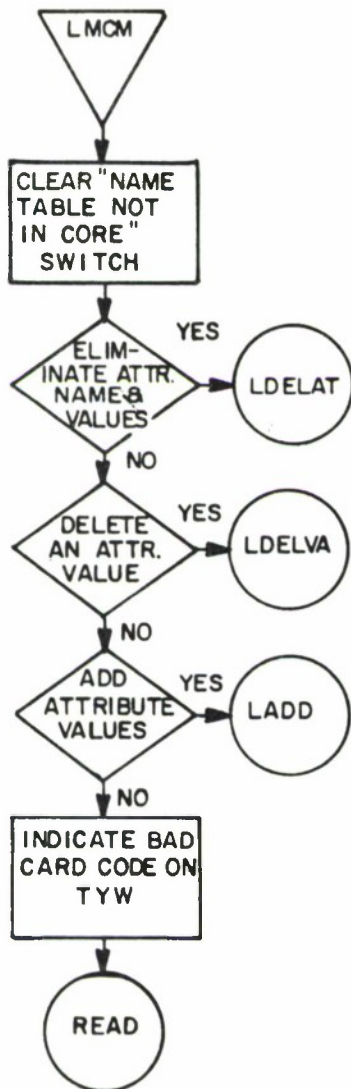 LMCM
CLEAR "NAME
TABLE NOT
IN CORE"
SWITCH
ELIM-
INATE ATTR.
NAME &
VALUES
YES
LDELAT
NO
DELETE
AN ATTR.
VALUE
YES
LDELVA
NO
ADD
ATTRIBUTE
VALUES
YES
LADD
NO
INDICATE BAD
CARD CODE ON
TYW
READ